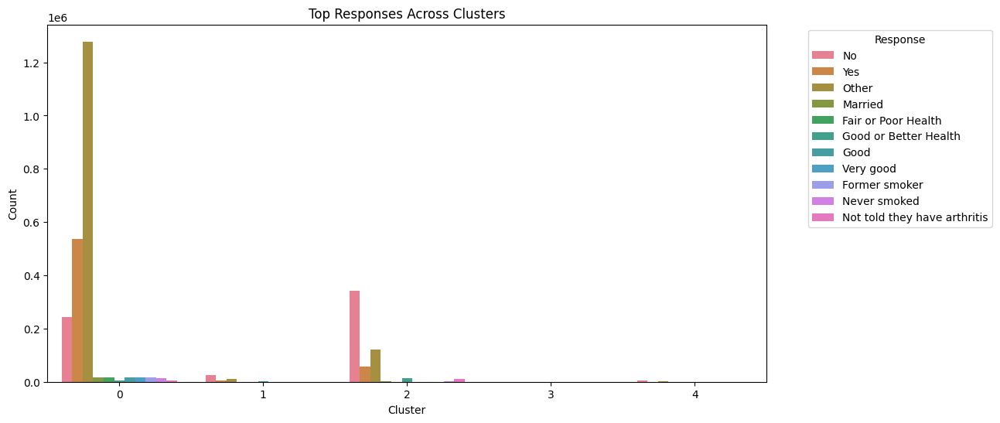 Top Responses Across Clusters
1e6
1.2
1.0
0.8
0.6
0.4
0.2
0.0
Count
0 1 2 3 4
Cluster
Response
No
Yes
Other
Married
Fair or Poor Health
Good or Better Health
Good
Very good
Former smoker
Never smoked
Not told they have arthritis